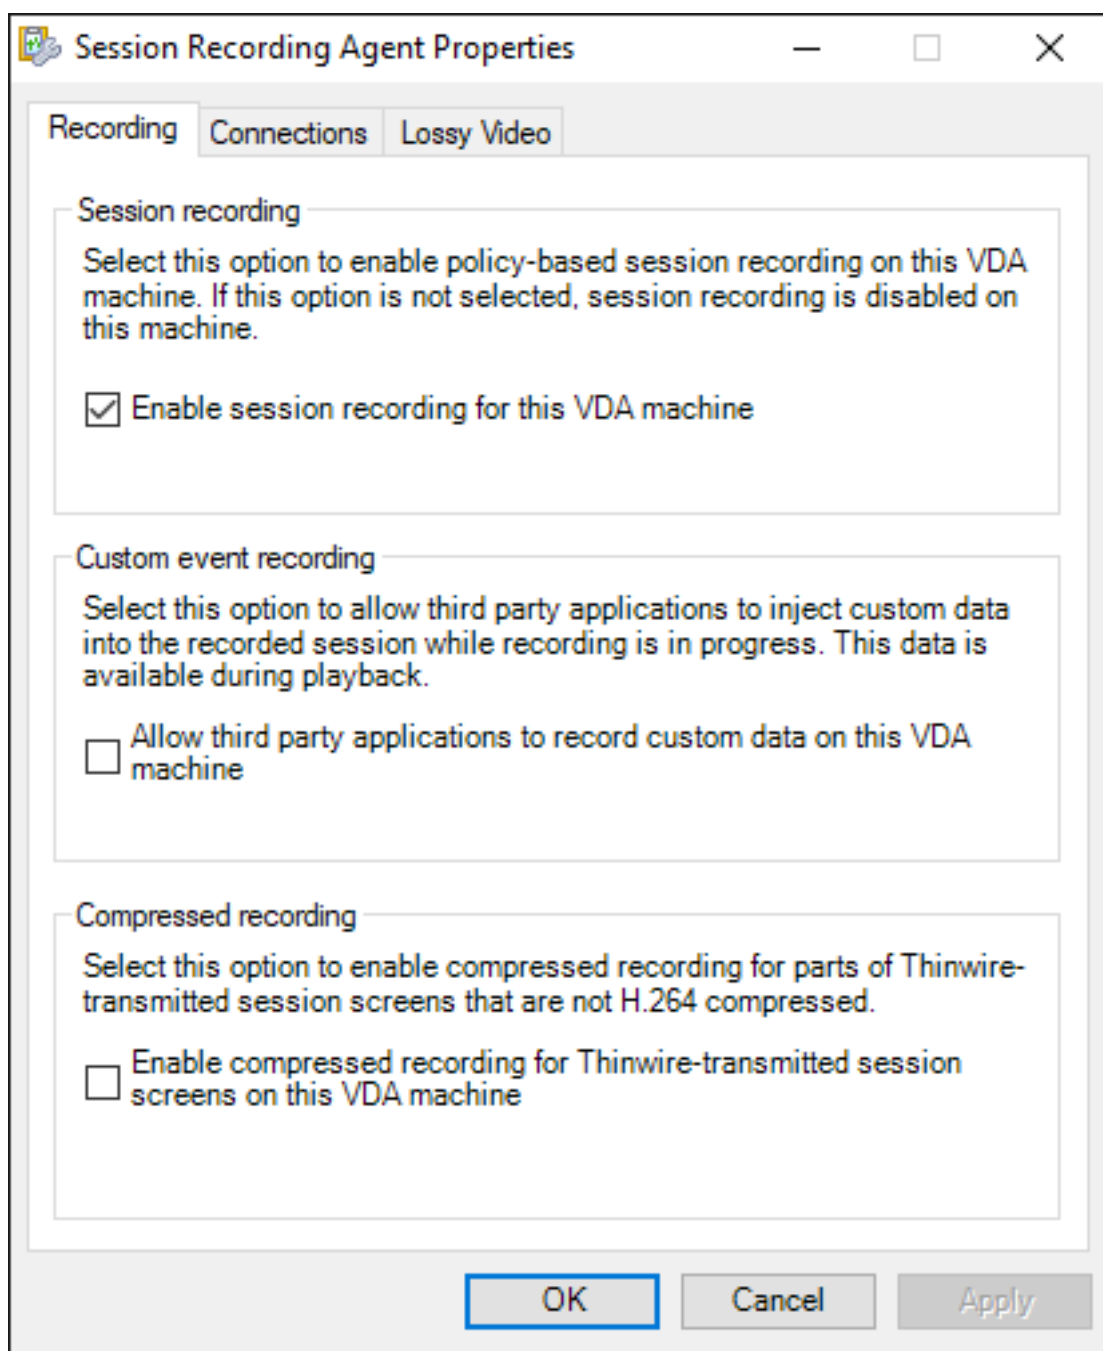 Session Recording Agent Properties
Recording Connections Lossy Video
Session recording
Select this option to enable policy-based session recording on this VDA
machine. If this option is not selected, session recording is disabled on
this machine.
Enable session recording for this VDA machine
Custom event recording
Select this option to allow third party applications to inject custom data
into the recorded session while recording is in progress. This data is
available during playback.
Allow third party applications to record custom data on this VDA
machine
Compressed recording
Select this option to enable compressed recording for parts of Thinwire-
transmitted session screens that are not H.264 compressed.
Enable compressed recording for Thinwire-transmitted session
screens on this VDA machine
OK Cancel Apply